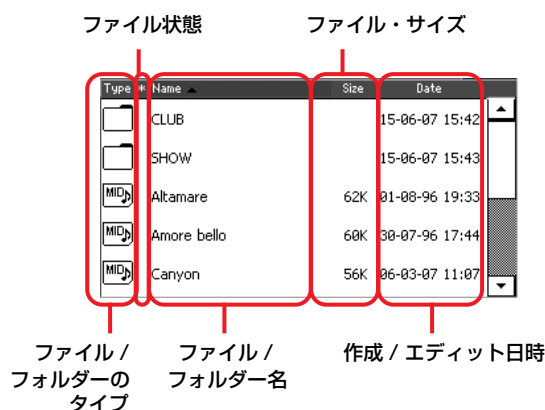 ファイル状態
ファイル・サイズ
Type * Name Size Date
CLUB 15-06-07 15:42
SHOW 15-06-07 15:43
MID Altamare 62K 01-08-96 19:33
MID Amore bello 60K 30-07-96 17:44
MID Canyon 56K 06-03-07 11:07
ファイル /
フォルダーの
タイプ
ファイル /
フォルダー名
作成 / エディット日時